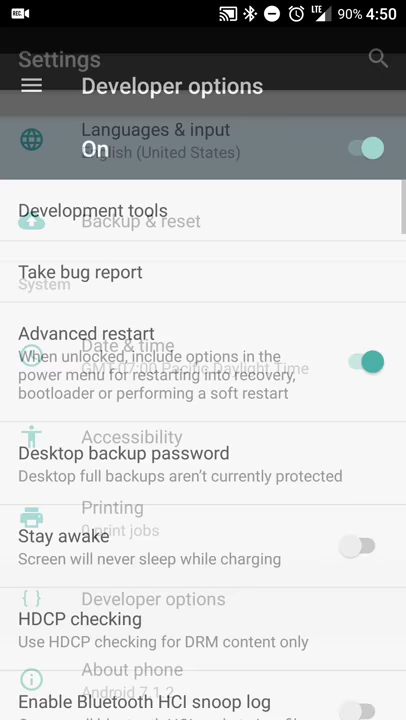 REC
LTE
90%
4:50
Settings
Developer options
Languages & input
On
English (United States)
Development tools
Backup & reset
Take bug report
System
Advanced restart
Date & time
When unlocked, include options in the
GMT-07:00 Pacific Daylight Time
power menu for restarting into recovery,
bootloader or performing a soft restart
Accessibility
Desktop backup password
Desktop full backups aren't currently protected
Printing
0 print jobs
Stay awake
Screen will never sleep while charging
{ }
Developer options
HDCP checking
Use HDCP checking for DRM content only
About phone
Android 7.1.2
Enable Bluetooth HCI snoop log